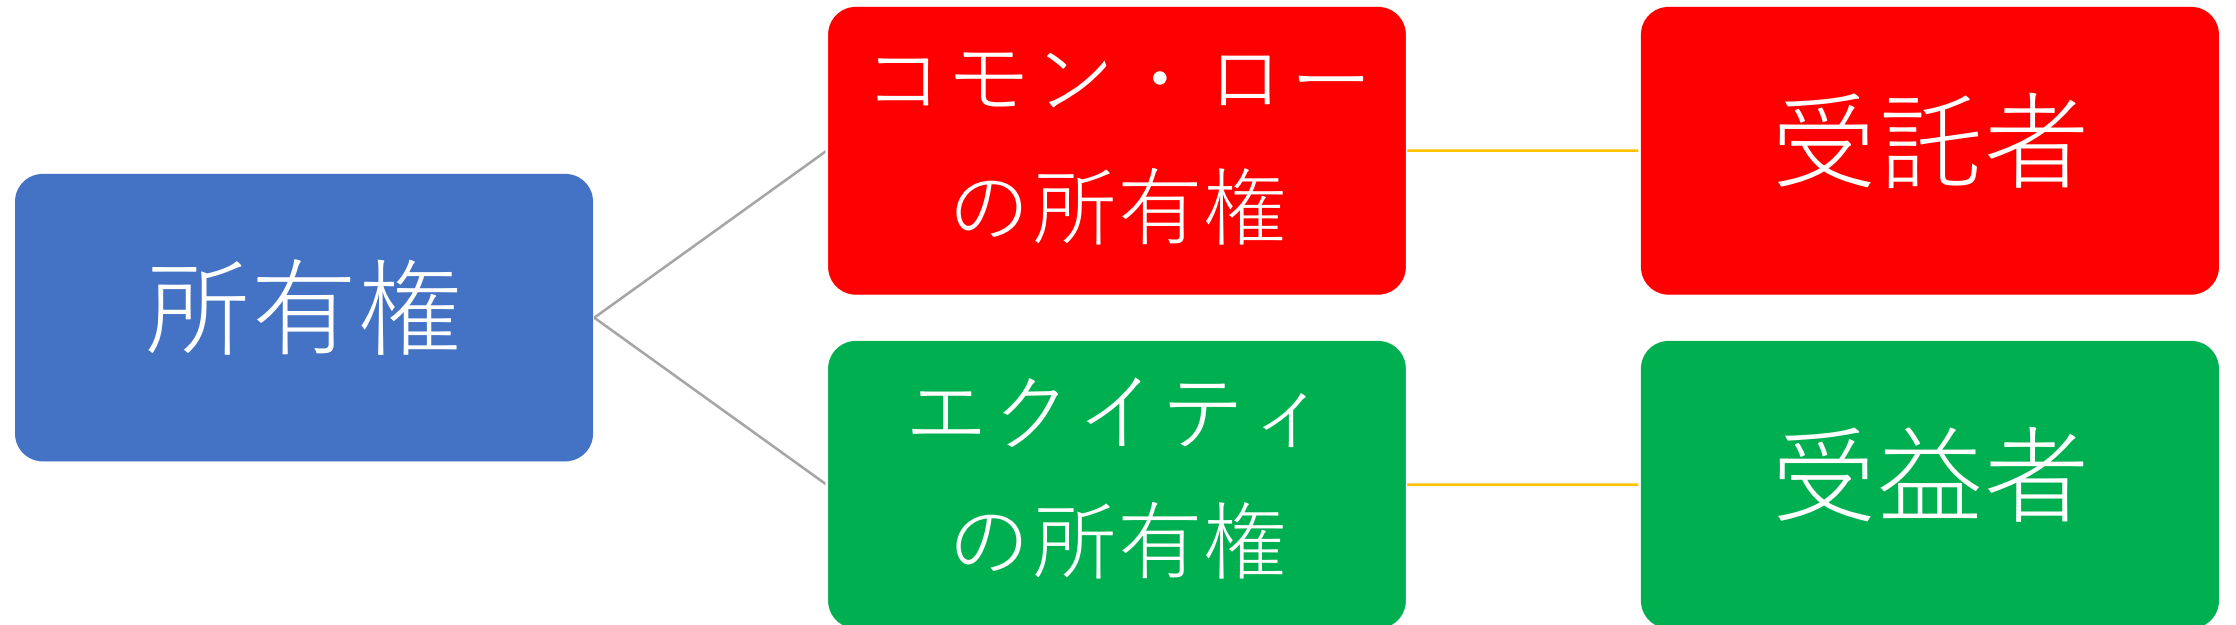 所有権
コモン・ロー
の所有権
受託者
エクイティ
の所有権
受益者